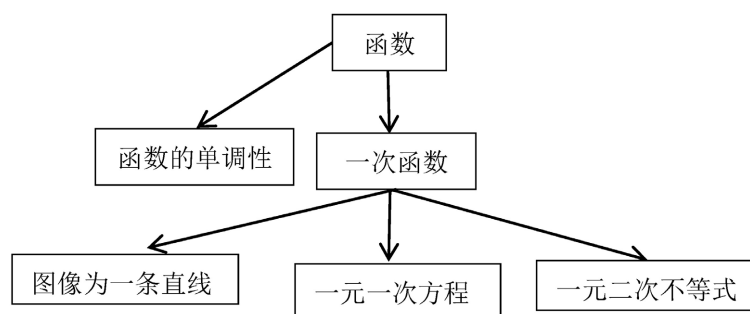 函数
函数的单调性
一次函数
图像为一条直线
一元一次方程
一元二次不等式